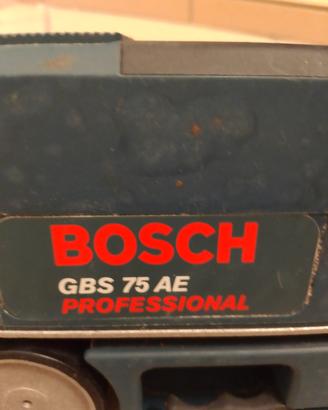 BOSCH
GBS 75 AE
PROFESSIONAL